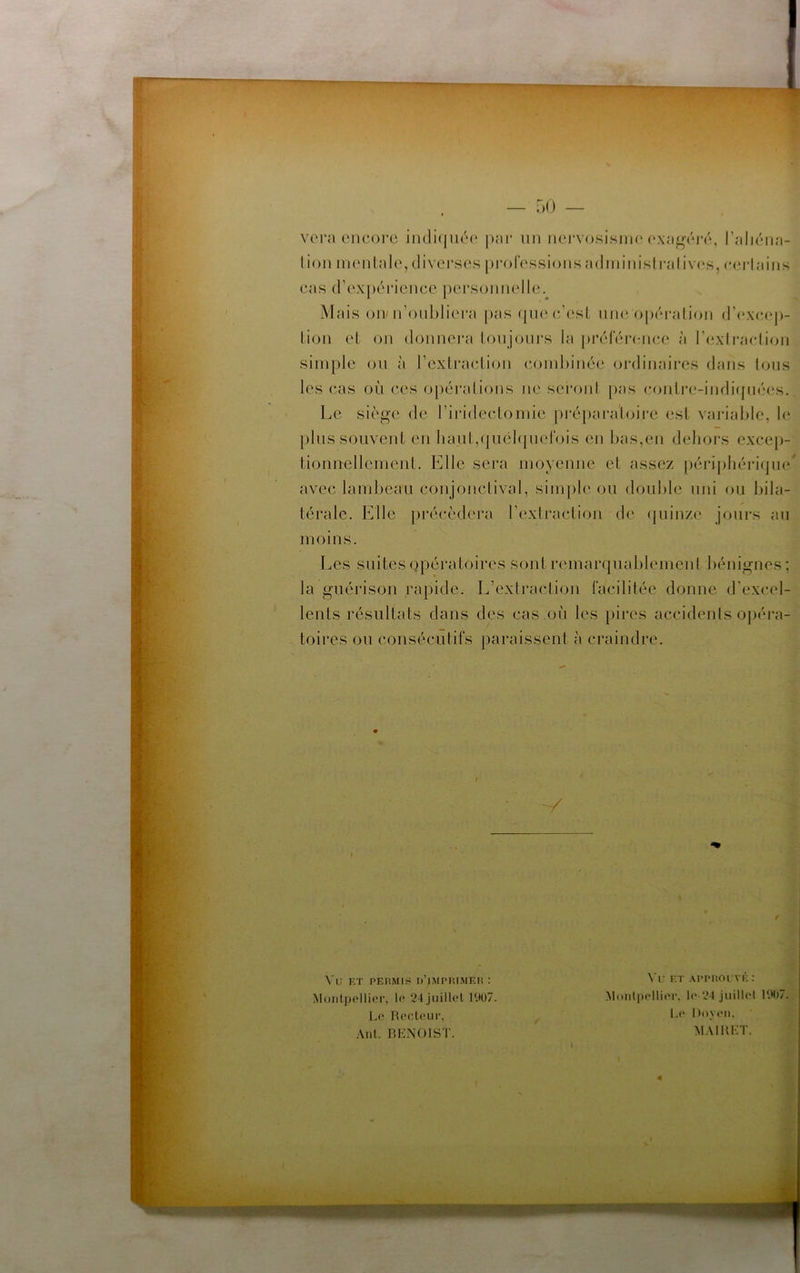 — 50 —
vera encore indiquée par un nervosisme exagéré, l'aliéna-
tion mentale, diverses professions administratives, certains
cas d'expérience personnelle.
Mais on n'oubliera pas que c'est une opération d'excep-
tion et on donnera toujours la préférence à l'extraction
simple ou à l'extraction combinée ordinaires dans tous
les cas où ces opérations ne seront pas contre-indiquées.
Le siège de l'iridectomie préparatoire est variable, le
plus souvent en haut, quélquefois en bas, en dehors excep-
tionnellement. Elle sera moyenne et assez périphérique
avec lambeau conjonctival, simple ou double uni ou bila-
térale. Elle précèdera l'extraction de quinze jours au
moins.
Les suites opératoires sont remarquablement bénignes ;
la guérison rapide. L'extraction facilitée donne d'excel-
lents résultats dans des cas où les pires accidents opéra-
toires ou consécutifs paraissent à craindre.
Vu et permis d'imprimer :
Montpellier, le 24 juillet 1907.
Le Recteur,
Ant. BENOIST.
Vu et approuvé :
Montpellier, le 24 juillet 1907.
Le Doyen,
MAIRET.